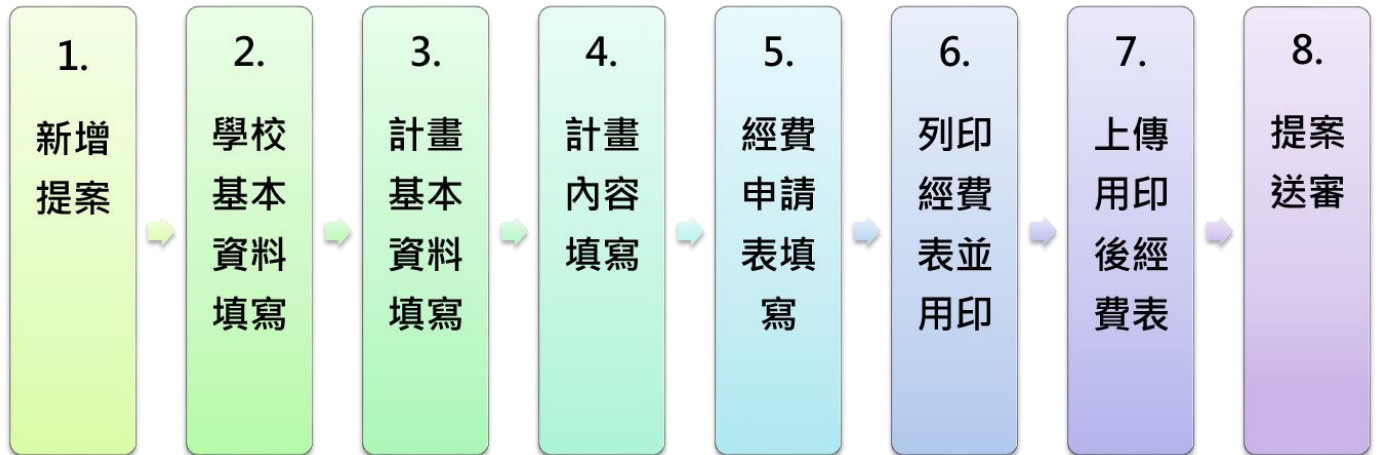 1.
新增
提案
2.
學校
基本
資料
填寫
3.
計畫
基本
資料
填寫
4.
計畫
內容
填寫
5.
經費
申請
表填
寫
6.
列印
經費
表並
用印
7.
上傳
用印
後經
費表
8.
提案
送審